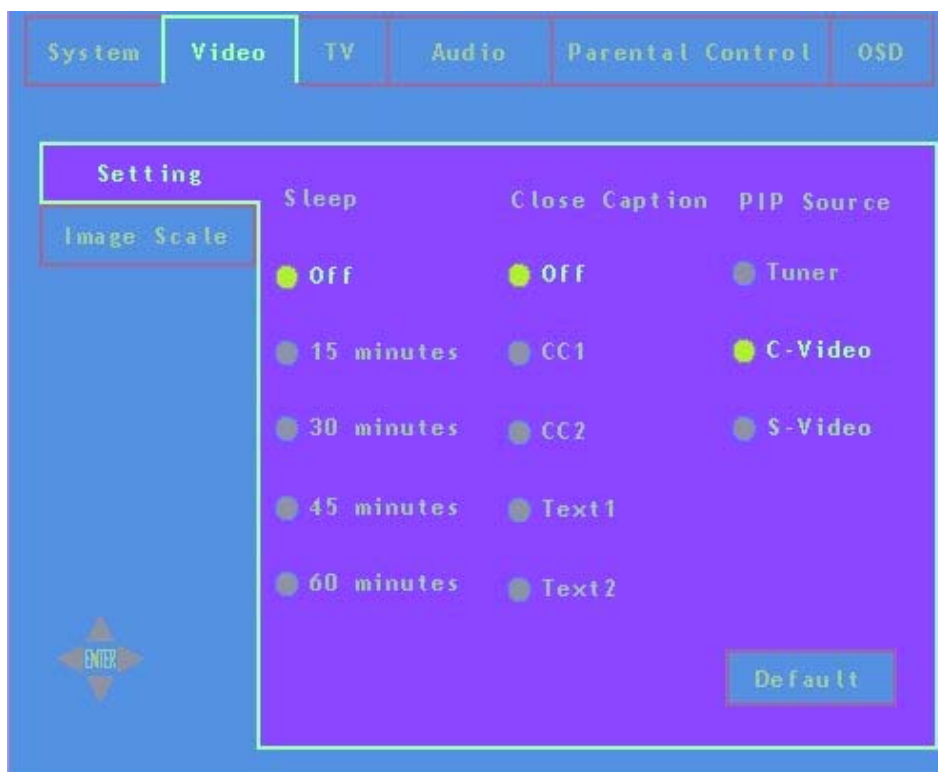 System Video TV Audio Parental Control OSD
Setting
Image Scale
Sleep Close Caption PIP Source
Off Off Tuner
15 minutes CC1 C-Video
30 minutes CC2 S-Video
45 minutes Text1
60 minutes Text2
ENTER
Default